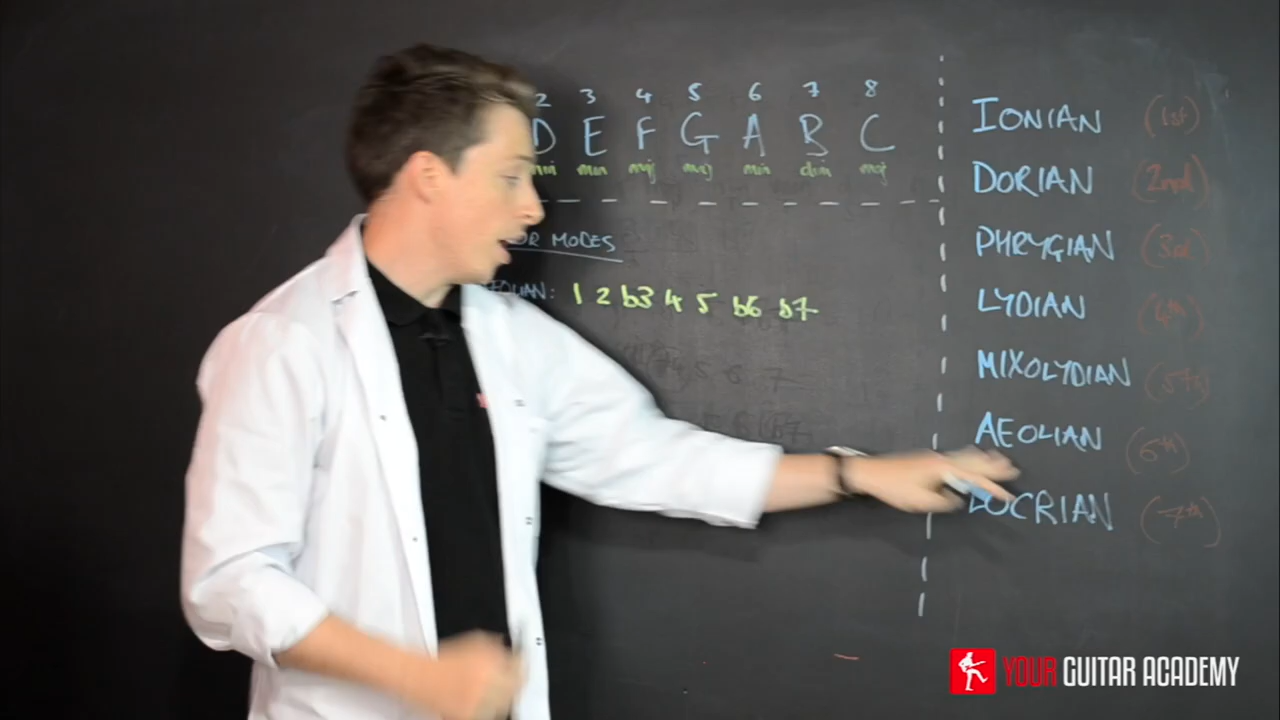 2 3 4 5 6 7 8
D E F G A B C
min min maj maj min dim maj
OR MODES
EOLIAN: 1 2 b3 4 5 b6 b7
IONIAN (1st)
DORIAN (2nd)
PHRYGIAN (3rd)
LYDIAN (4th)
MIXOLYDIAN (5th)
AEOLIAN (6th)
LOCRIAN (7th)
YOUR GUITAR ACADEMY